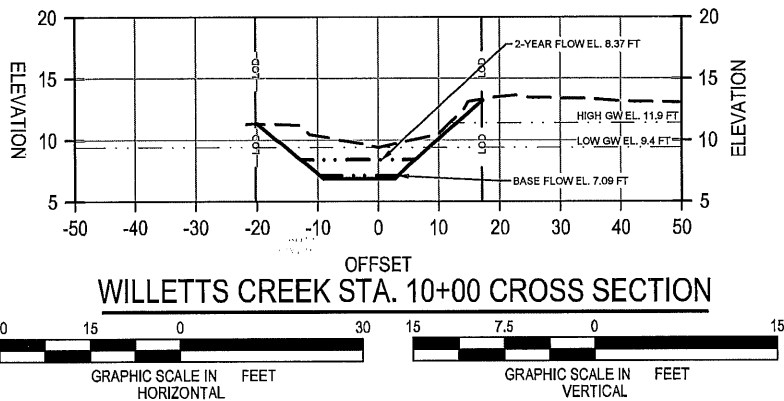 20 20
2-YEAR FLOW EL. 8.37 FT
LOD LOD
15 15
ELEVATION ELEVATION
HIGH GW EL. 11.9 FT
10 10
LOD LOD
LOW GW EL. 9.4 FT
BASE FLOW EL. 7.09 FT
5 5
-50 -40 -30 -20 -10 0 10 20 30 40 50
OFFSET
WILLETTS CREEK STA. 10+00 CROSS SECTION
0 15 0 30 15 7.5 0 15
GRAPHIC SCALE IN FEET GRAPHIC SCALE IN FEET
HORIZONTAL VERTICAL